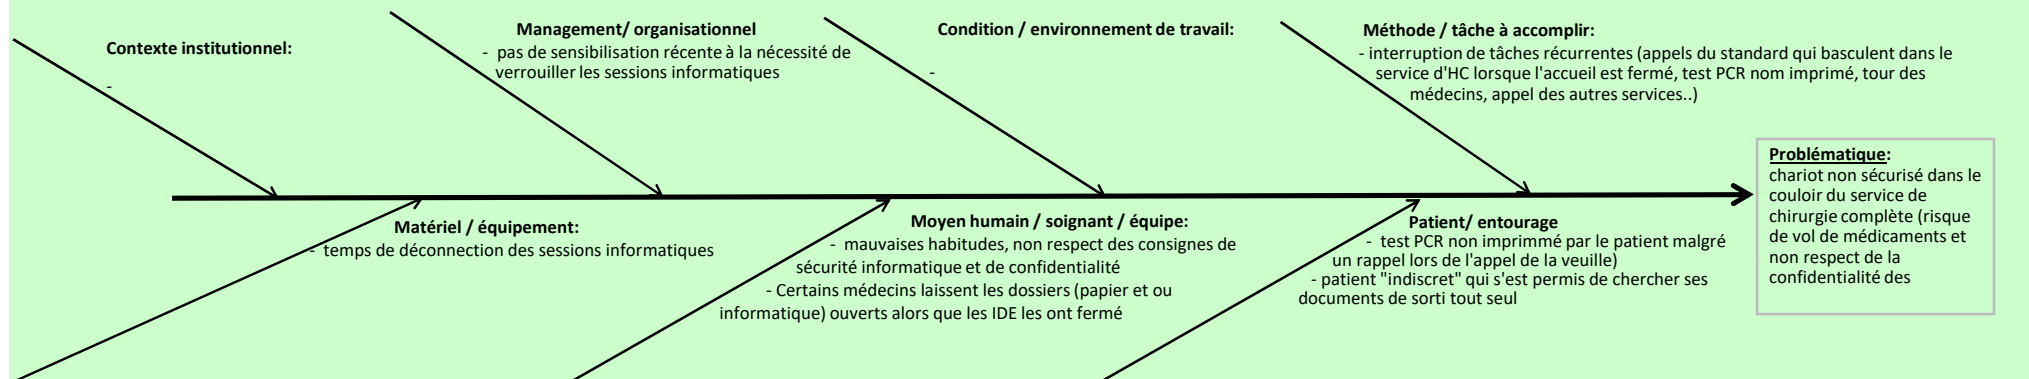 Contexte institutionnel:
-
Management/ organisationnel
- pas de sensibilisation récente à la nécessité de
verrouiller les sessions informatiques
Condition / environnement de travail:
-
Méthode / tâche à accomplir:
- interruption de tâches récurrentes (appels du standard qui basculent dans le
service d'HC lorsque l'accueil est fermé, test PCR nom imprimé, tour des
médecins, appel des autres services..)
Problématique:
chariot non sécurisé dans le
couloir du service de
chirurgie complète (risque
de vol de médicaments et
non respect de la
confidentialité des
Matériel / équipement:
- temps de déconnection des sessions informatiques
Moyen humain / soignant / équipe:
- mauvaises habitudes, non respect des consignes de
sécurité informatique et de confidentialité
- Certains médecins laissent les dossiers (papier et ou
informatique) ouverts alors que les IDE les ont fermé
Patient/ entourage
- test PCR non imprimmé par le patient malgré
un rappel lors de l'appel de la veuille)
- patient "indiscret" qui s'est permis de chercher ses
documents de sorti tout seul